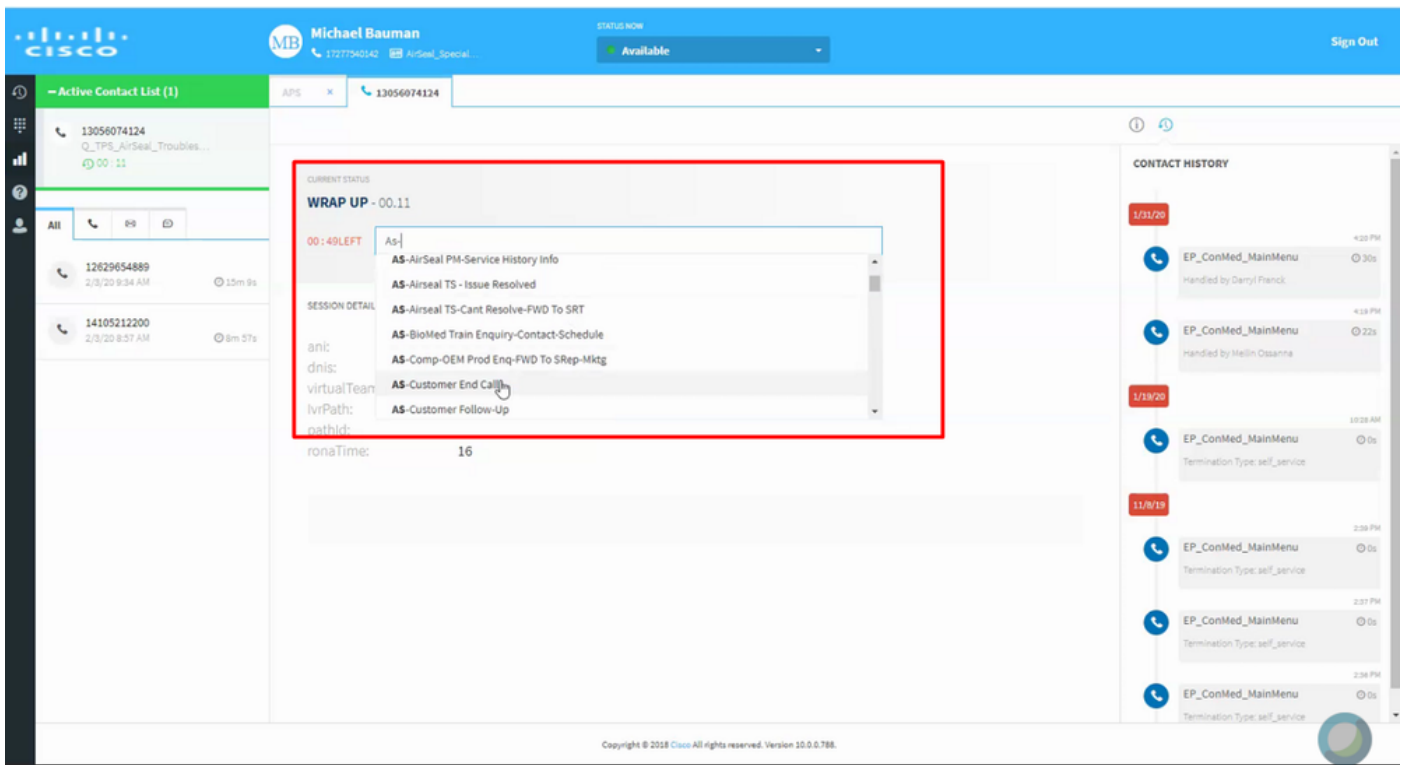 CISCO
MB
Michael Bauman
17277540142 AirSeal_Special...
STATUS NOW
Available
Sign Out
Active Contact List (1)
13056074124
Q_TPS_AirSeal_Troubles...
00 : 11
All
12629654889
2/3/20 9:34 AM 15m 9s
14105212200
2/3/20 8:57 AM 8m 57s
APS × 13056074124
CURRENT STATUS
WRAP UP - 00.11
00 : 49LEFT As-
AS-AirSeal PM-Service History Info
AS-Airseal TS - Issue Resolved
AS-Airseal TS-Cant Resolve-FWD To SRT
AS-BioMed Train Enquiry-Contact-Schedule
AS-Comp-OEM Prod Enq-FWD To SRep-Mktg
AS-Customer End Call
AS-Customer Follow-Up
SESSION DETAIL
ani:
dnis:
virtualTeam
IvrPath:
pathId:
ronaTime: 16
CONTACT HISTORY
1/31/20
4:20 PM
EP_ConMed_MainMenu 30s
Handled by Darryl Franck
4:18 PM
EP_ConMed_MainMenu 22s
Handled by Meilin Ossanna
1/19/20
10:28 AM
EP_ConMed_MainMenu 0s
Termination Type: self_service
11/8/19
2:39 PM
EP_ConMed_MainMenu 0s
Termination Type: self_service
2:37 PM
EP_ConMed_MainMenu 0s
Termination Type: self_service
2:36 PM
EP_ConMed_MainMenu 0s
Termination Type: self_service
Copyright © 2018 Cisco All rights reserved. Version 10.0.0.788.